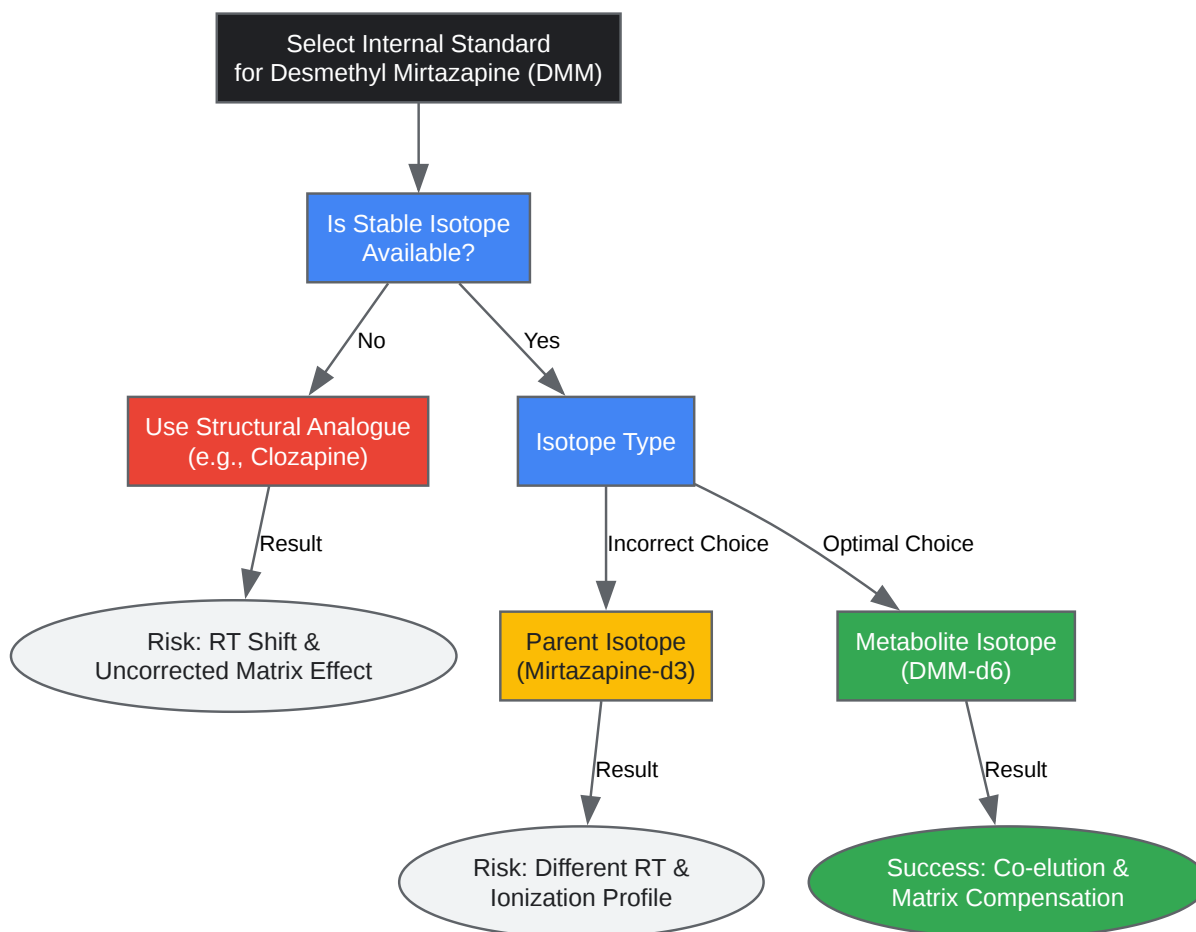 Select Internal Standard
for Desmethyl Mirtazapine (DMM)
Is Stable Isotope
Available?
No
Yes
Use Structural Analogue
(e.g., Clozapine)
Isotope Type
Result
Incorrect Choice
Optimal Choice
Risk: RT Shift &
Uncorrected Matrix Effect
Parent Isotope
(Mirtazapine-d3)
Metabolite Isotope
(DMM-d6)
Result
Result
Risk: Different RT &
Ionization Profile
Success: Co-elution &
Matrix Compensation